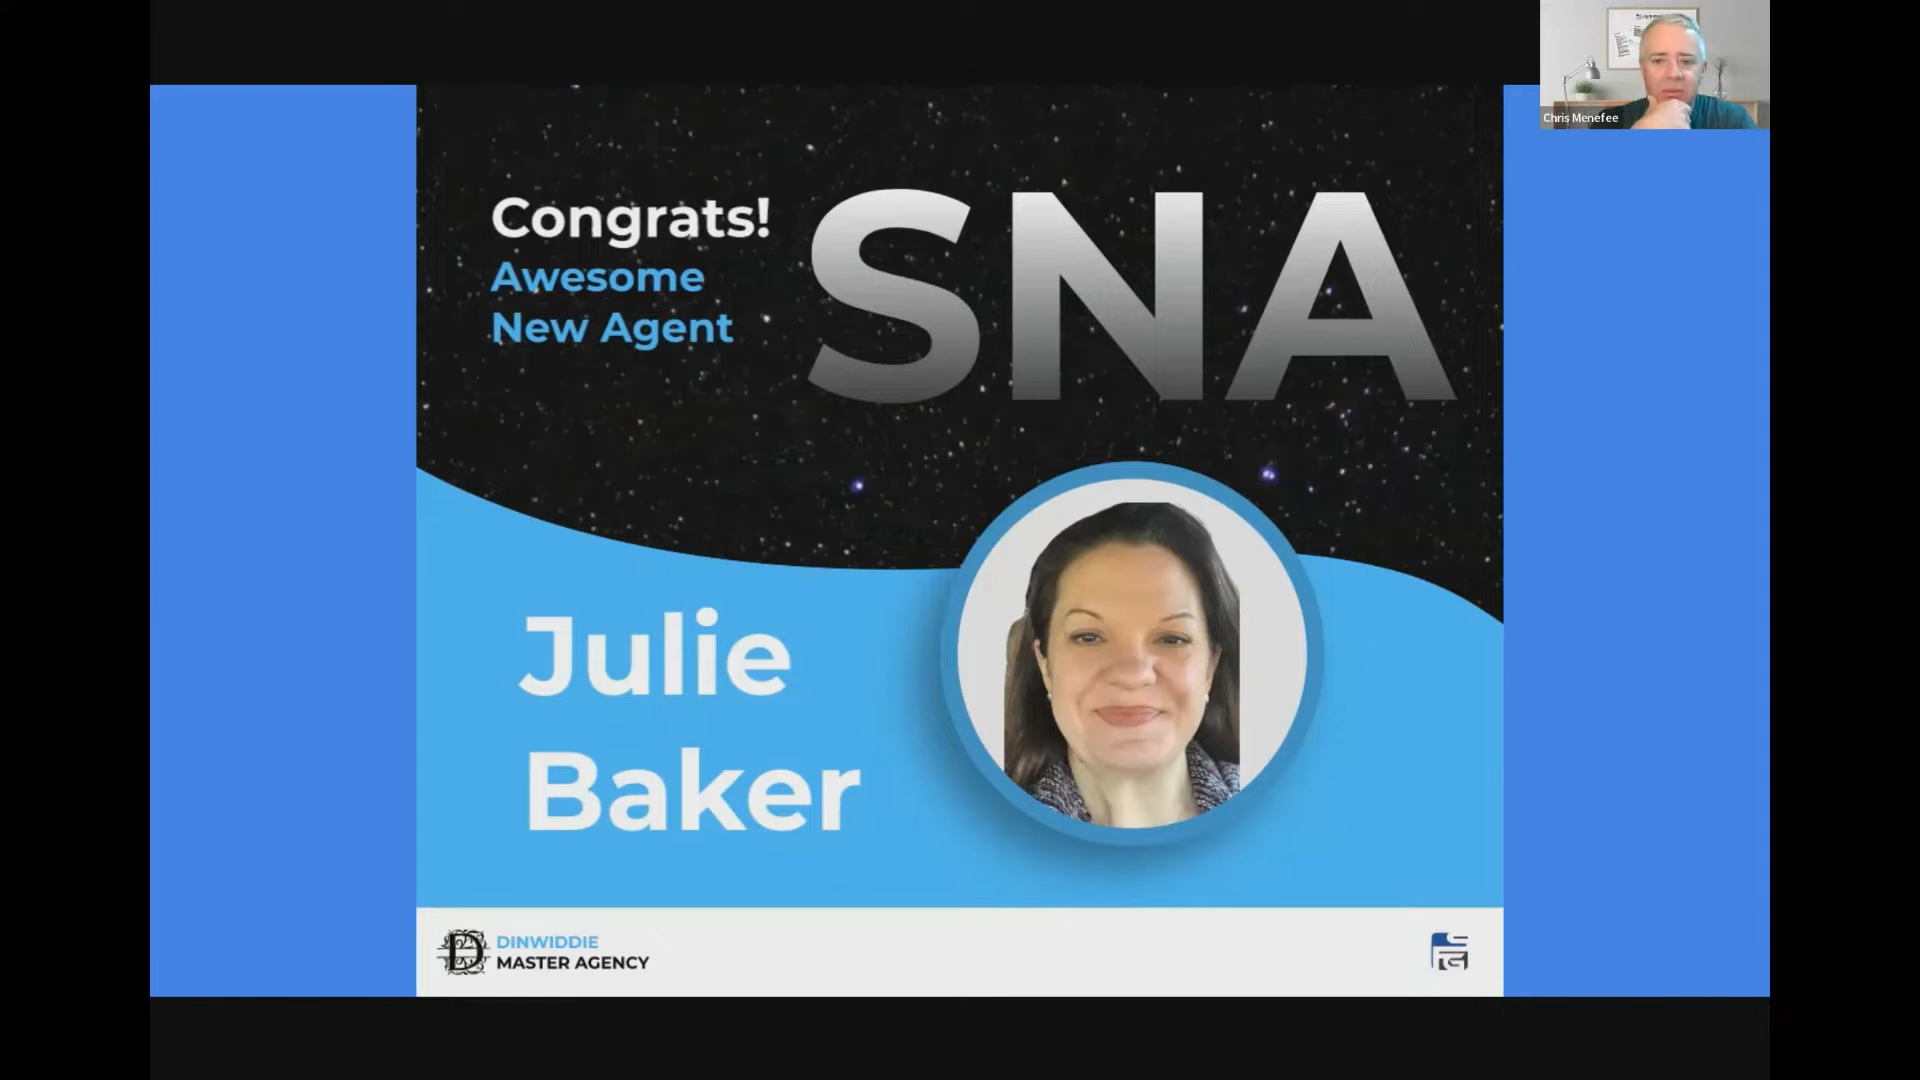 Congrats!
Awesome
New Agent
SNA
Julie
Baker
DINWIDDIE
MASTER AGENCY
Chris Menefee